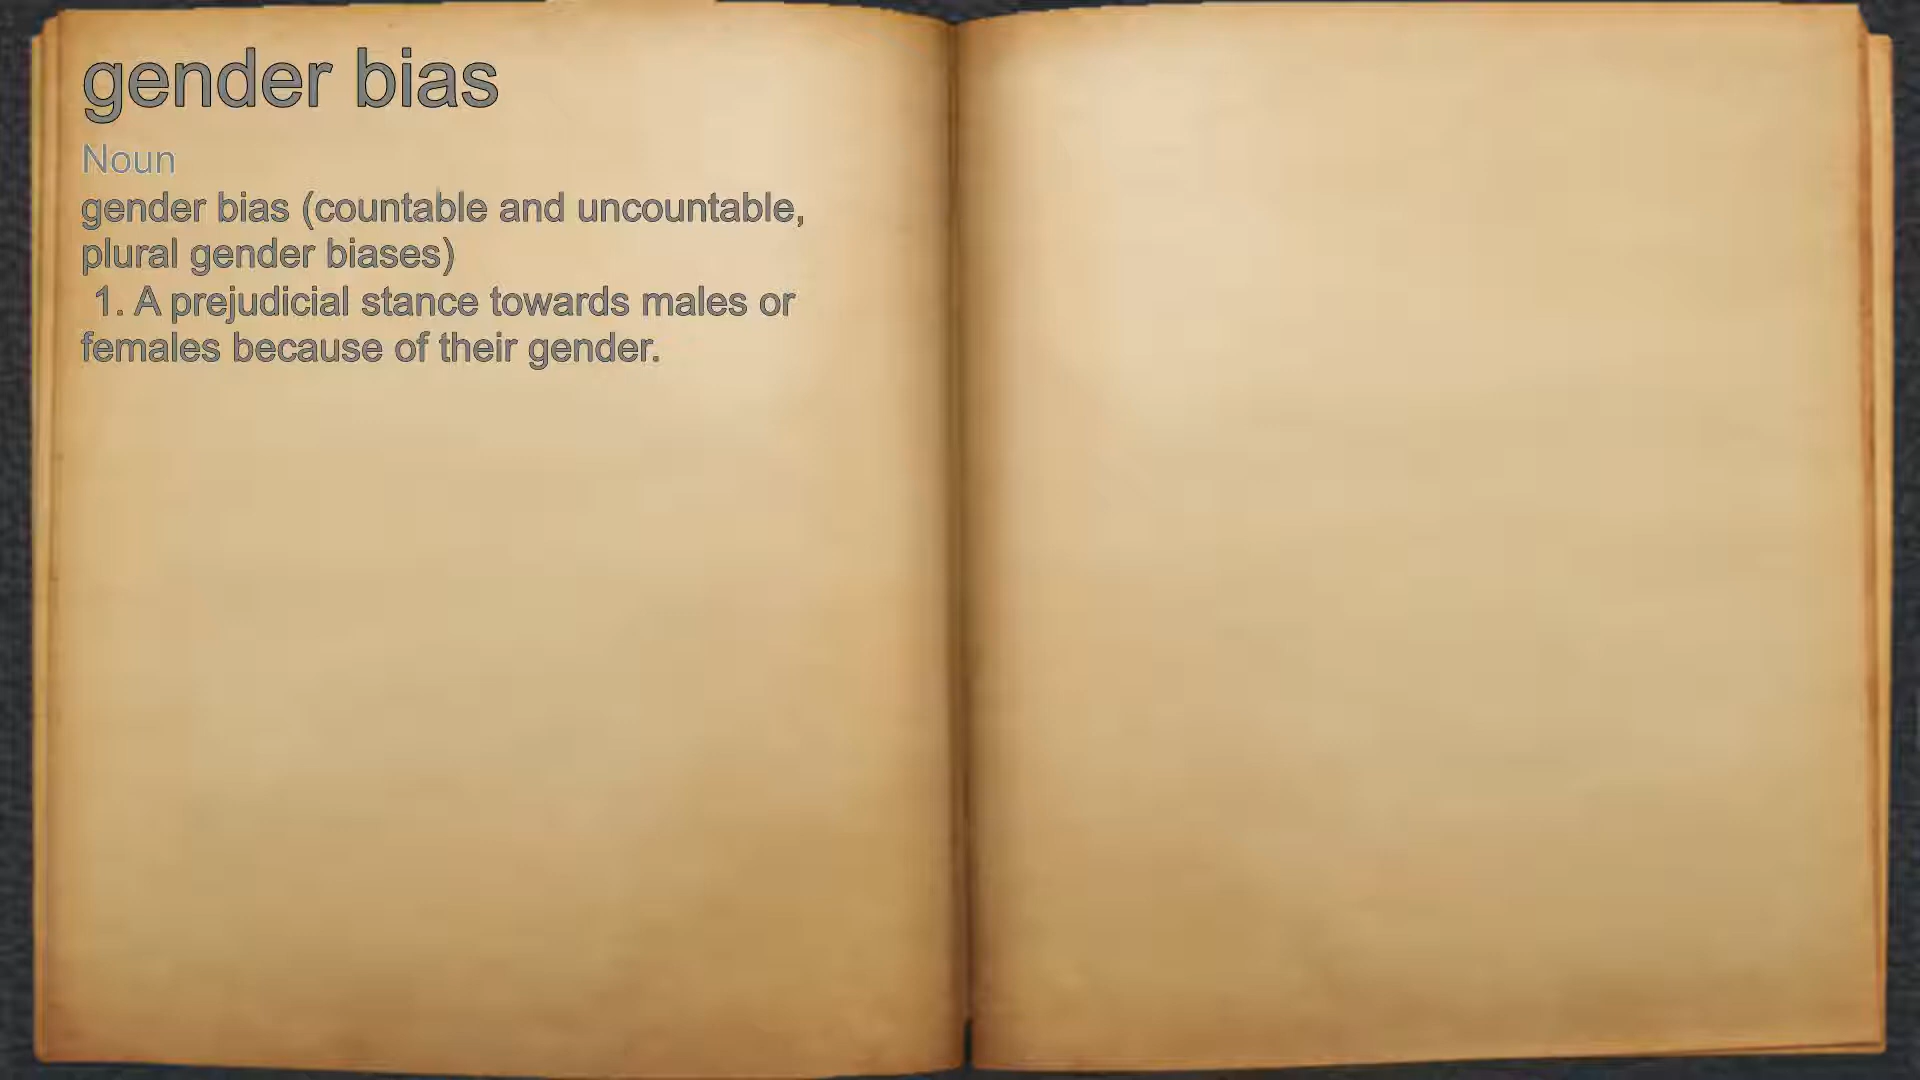 gender bias
Noun
gender bias (countable and uncountable,
plural gender biases)
1. A prejudicial stance towards males or
females because of their gender.